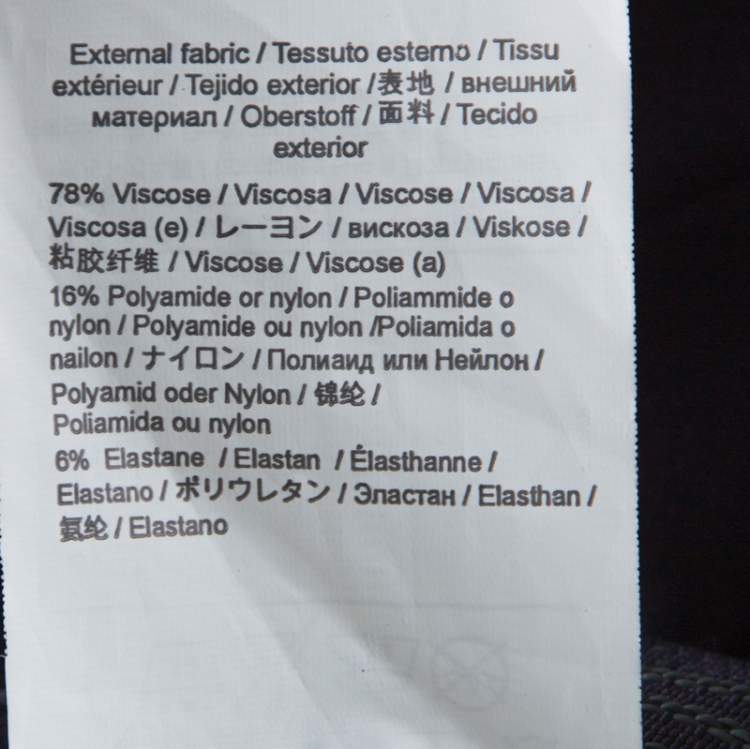 External fabric / Tessuto esterno / Tissu
extérieur / Tejido exterior /表地 / внешний
материал / Oberstoff / 面料 / Tecido
exterior
78% Viscose / Viscosa / Viscose / Viscosa /
Viscosa (e) / レーヨン / вискоза / Viskose /
粘胶纤维 / Viscose / Viscose (a)
16% Polyamide or nylon / Poliammide o
nylon / Polyamide ou nylon /Poliamida o
nailon / ナイロン / Полиаид или Нейлон /
Polyamid oder Nylon / 锦纶 /
Poliamida ou nylon
6% Elastane / Elastan / Élasthanne /
Elastano / ポリウレタン / Эластан / Elasthan /
氨纶 / Elastano